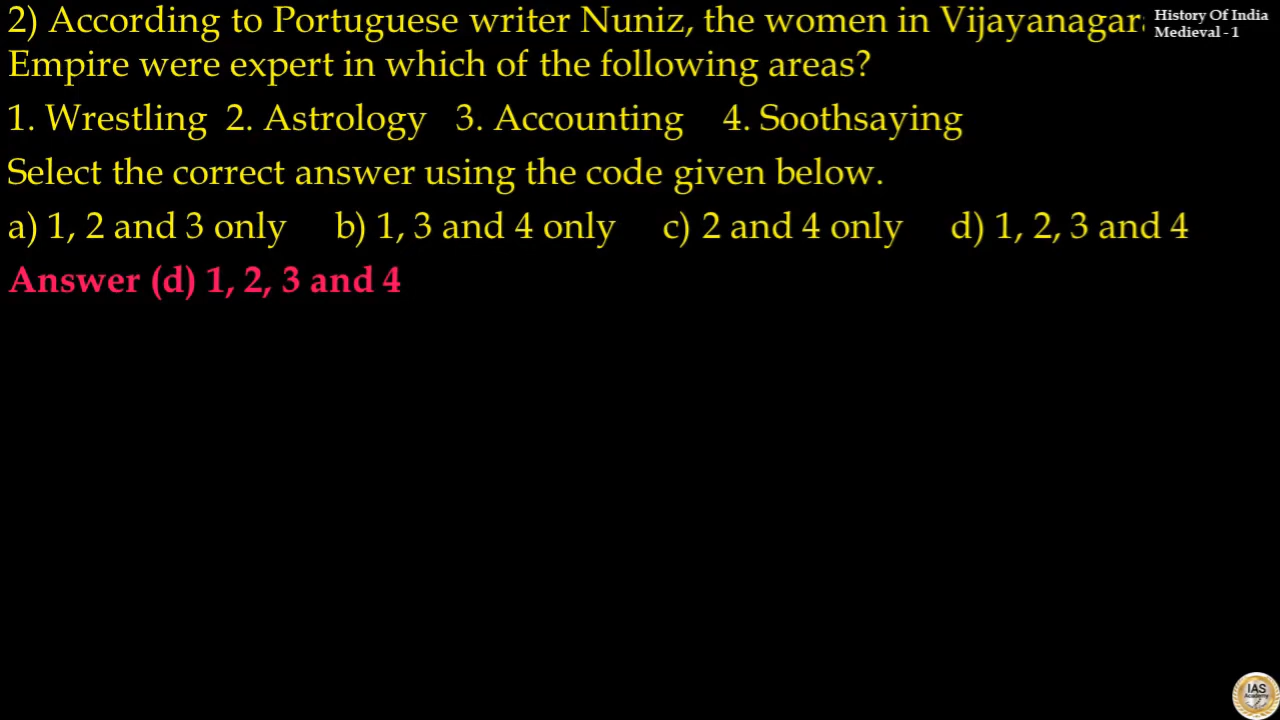 2) According to Portuguese writer Nuniz, the women in Vijayanagar
History Of India
Medieval - 1
Empire were expert in which of the following areas?
1. Wrestling 2. Astrology 3. Accounting 4. Soothsaying
Select the correct answer using the code given below.
a) 1, 2 and 3 only b) 1, 3 and 4 only c) 2 and 4 only d) 1, 2, 3 and 4
Answer (d) 1, 2, 3 and 4
IAS
Academy